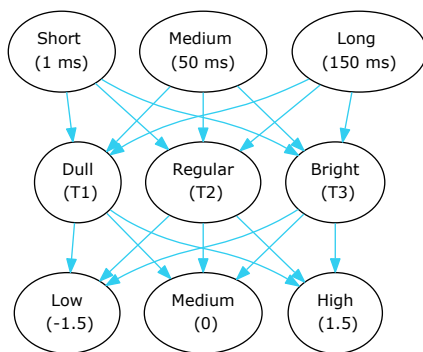 Short
(1 ms)
Medium
(50 ms)
Long
(150 ms)
Dull
(T1)
Regular
(T2)
Bright
(T3)
Low
(-1.5)
Medium
(0)
High
(1.5)